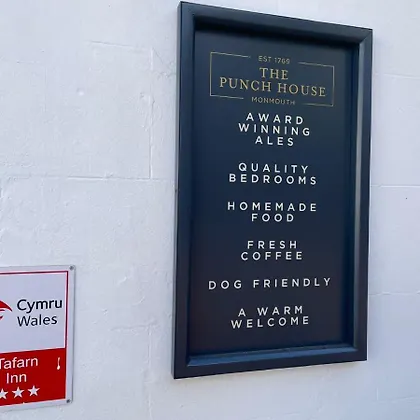 EST 1769
THE
PUNCH HOUSE
MONMOUTH
AWARD
WINNING
ALES
QUALITY
BEDROOMS
HOMEMADE
FOOD
FRESH
COFFEE
DOG FRIENDLY
A WARM
WELCOME
Cymru
Wales
Tafarn
Inn